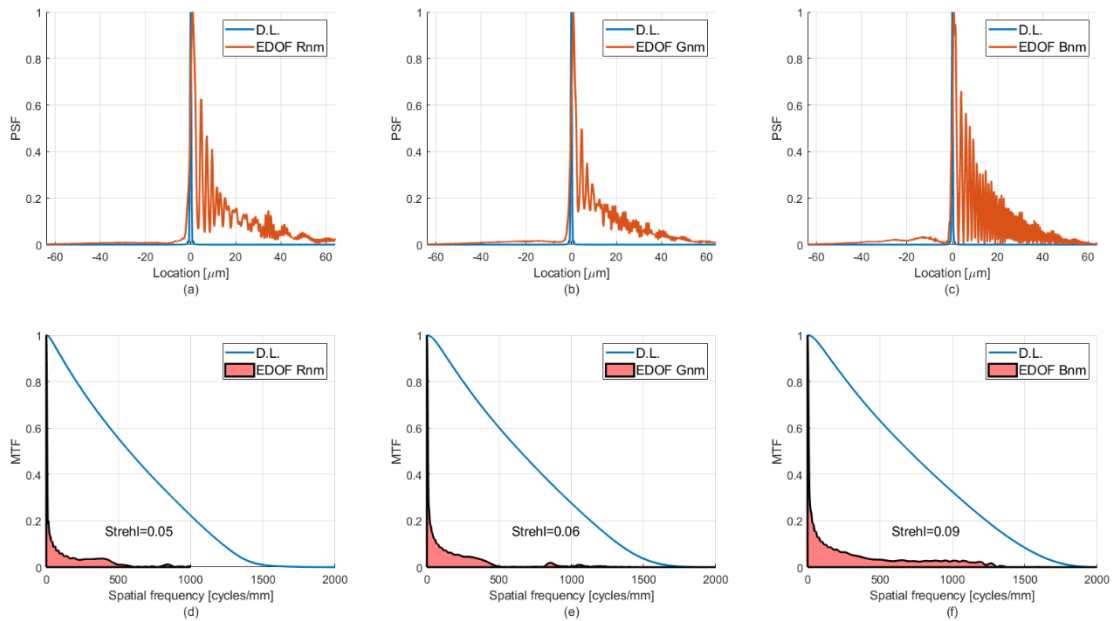 1
0.8
0.6
0.4
0.2
0
PSF
D.L.
EDOF Rnm
-60
-40
-20
0
20
40
60
Location [μm]
(a)
1
0.8
0.6
0.4
0.2
0
PSF
D.L.
EDOF Gnm
-60
-40
-20
0
20
40
60
Location [μm]
(b)
1
0.8
0.6
0.4
0.2
0
PSF
D.L.
EDOF Bnm
-60
-40
-20
0
20
40
60
Location [μm]
(c)
1
0.8
0.6
0.4
0.2
0
MTF
D.L.
EDOF Rnm
Strehl=0.05
0
500
1000
1500
2000
Spatial frequency [cycles/mm]
(d)
1
0.8
0.6
0.4
0.2
0
MTF
D.L.
EDOF Gnm
Strehl=0.06
0
500
1000
1500
2000
Spatial frequency [cycles/mm]
(e)
1
0.8
0.6
0.4
0.2
0
MTF
D.L.
EDOF Bnm
Strehl=0.09
0
500
1000
1500
2000
Spatial frequency [cycles/mm]
(f)